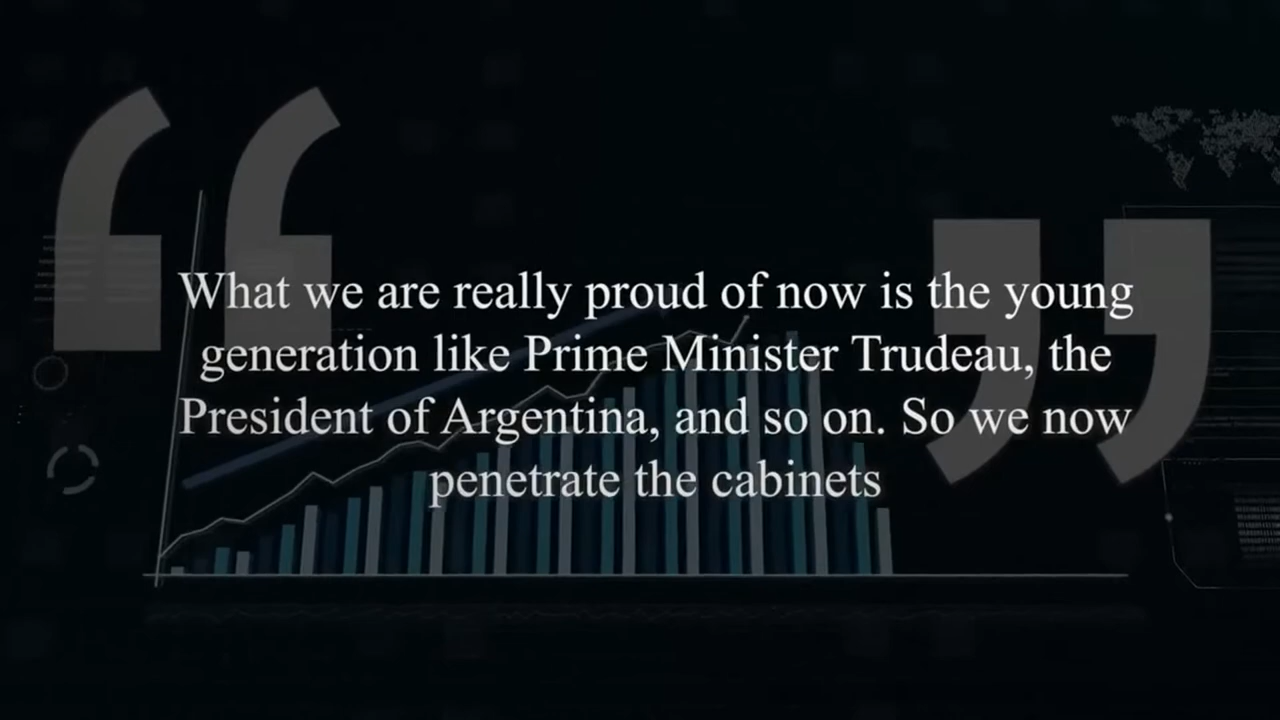 What we are really proud of now is the young
generation like Prime Minister Trudeau, the
President of Argentina, and so on. So we now
penetrate the cabinets